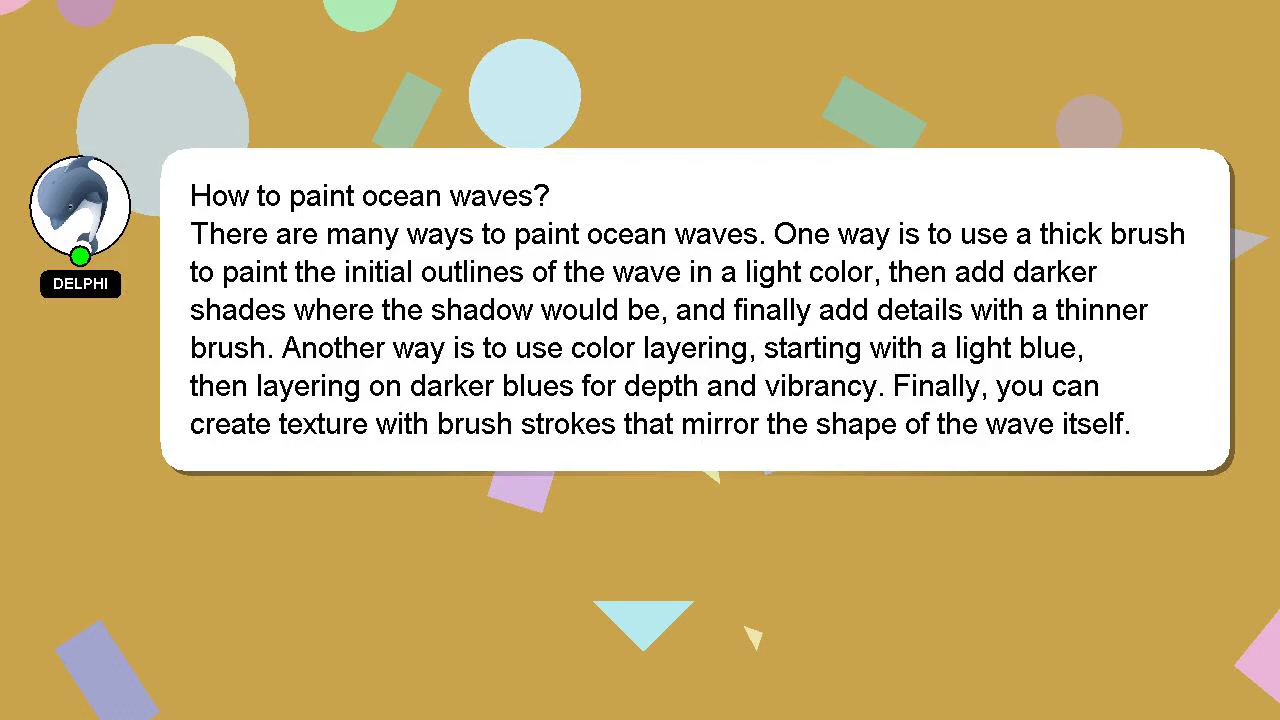 How to paint ocean waves?
There are many ways to paint ocean waves. One way is to use a thick brush
to paint the initial outlines of the wave in a light color, then add darker
shades where the shadow would be, and finally add details with a thinner
brush. Another way is to use color layering, starting with a light blue,
then layering on darker blues for depth and vibrancy. Finally, you can
create texture with brush strokes that mirror the shape of the wave itself.
DELPHI